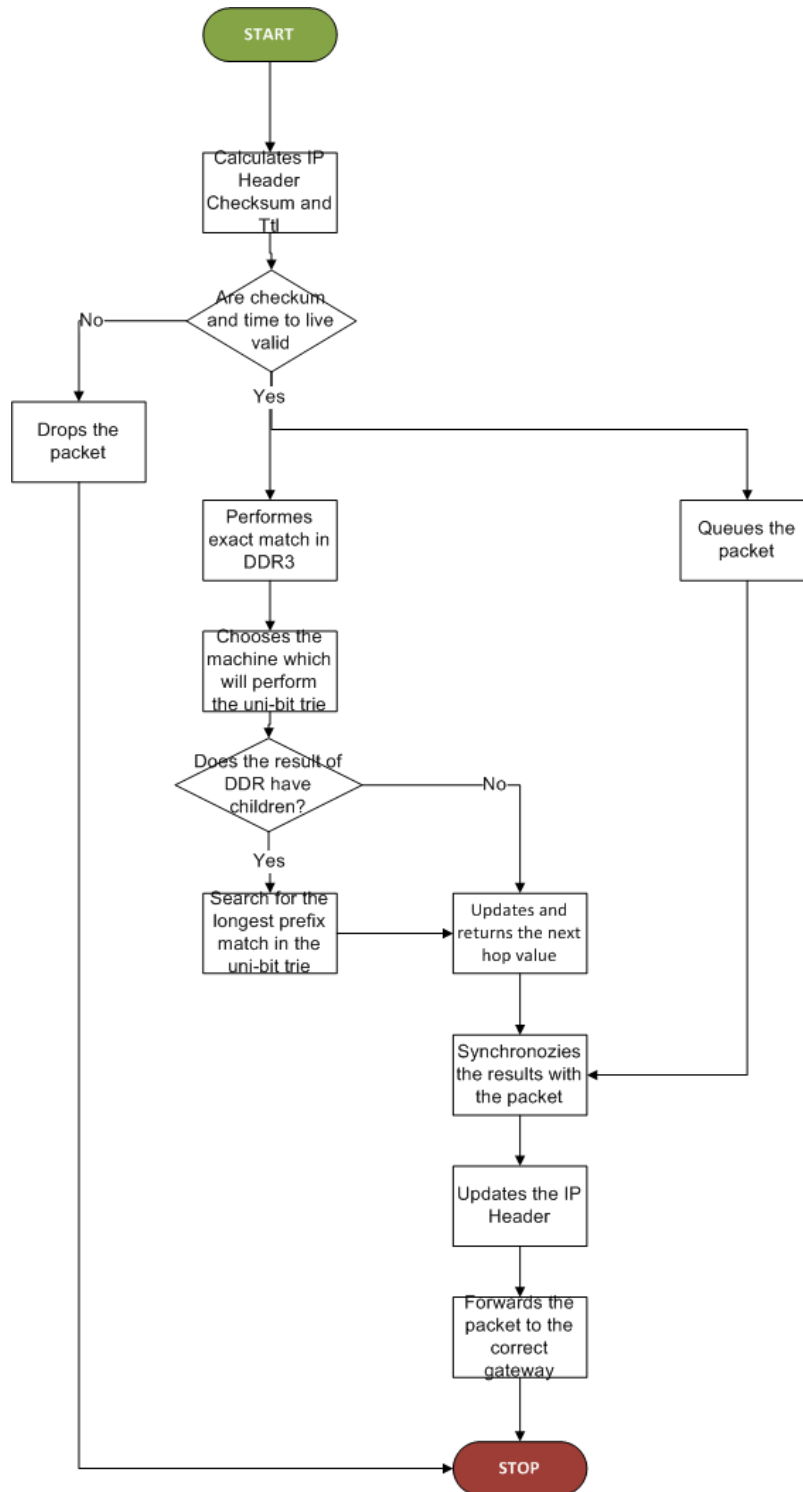 START
Calculates IP
Header
Checksum and
Ttl
Are checkum
and time to live
valid
No
Yes
Drops the
packet
Performes
exact match in
DDR3
Queues the
packet
Chooses the
machine which
will perform
the uni-bit trie
Does the result of
DDR have
children?
No
Yes
Search for the
longest prefix
match in the
uni-bit trie
Updates and
returns the next
hop value
Synchronozies
the results with
the packet
Updates the IP
Header
Forwards the
packet to the
correct
gateway
STOP